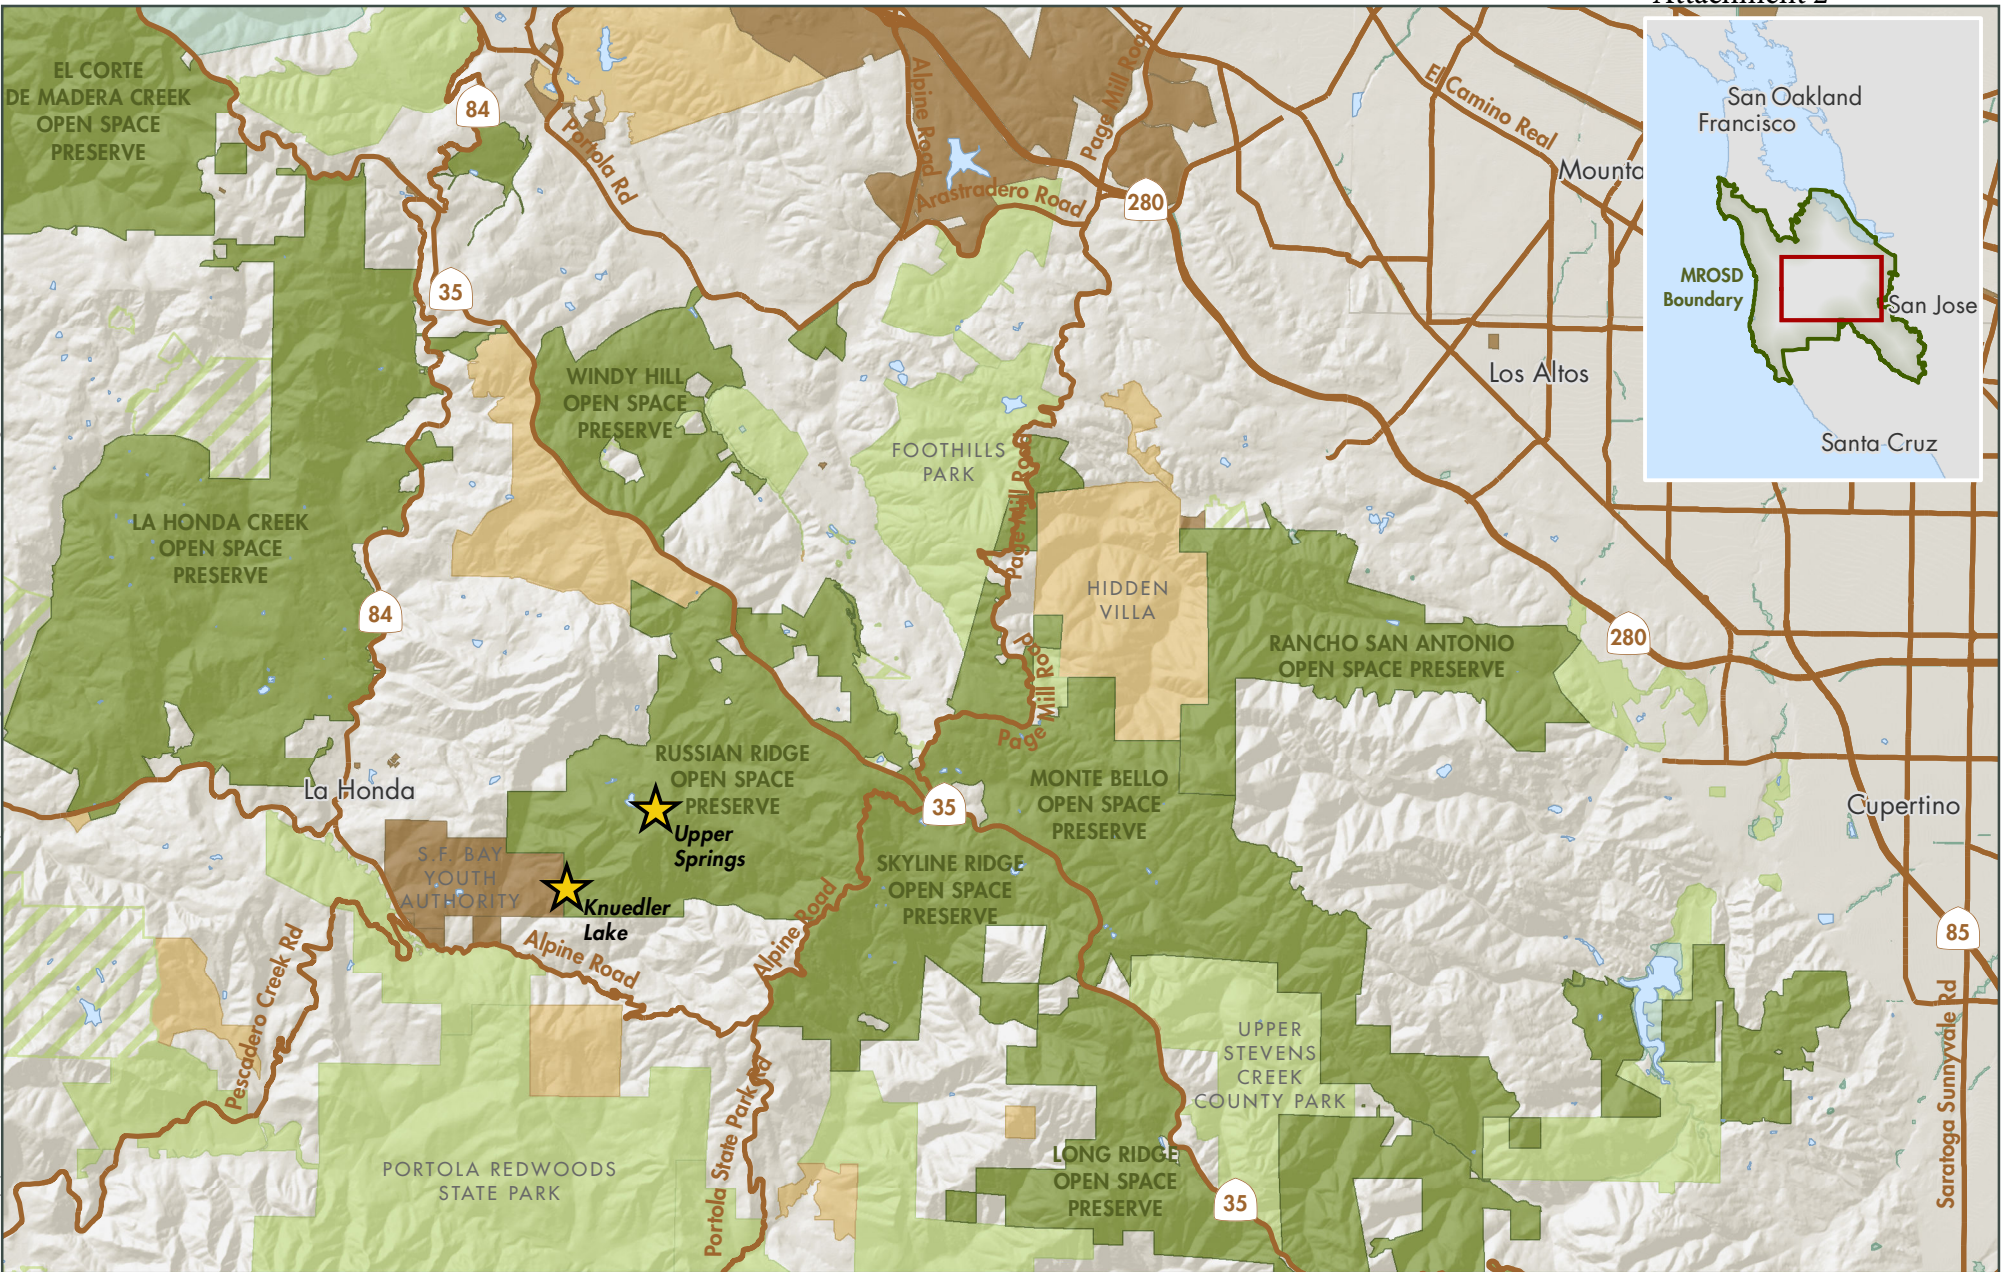 Attachment 2
EL CORTE
DE MADERA CREEK
OPEN SPACE
PRESERVE
84
Portola Rd
Alpine Road
Page Mill Road
Arastradero Road
280
El Camino Real
Mounta
San Oakland
Francisco
MROSD
Boundary
San Jose
Santa Cruz
35
WINDY HILL
OPEN SPACE
PRESERVE
FOOTHILLS
PARK
Los Altos
Page Mill Road
LA HONDA CREEK
OPEN SPACE
PRESERVE
84
HIDDEN
VILLA
RANCHO SAN ANTONIO
OPEN SPACE PRESERVE
280
Page Mill Road
RUSSIAN RIDGE
OPEN SPACE
PRESERVE
Upper
Springs
La Honda
35
MONTE BELLO
OPEN SPACE
PRESERVE
Cupertino
S.F. BAY
YOUTH
AUTHORITY
Knuedler
Lake
SKYLINE RIDGE
OPEN SPACE
PRESERVE
Alpine Road
Alpine Road
85
Pescadero Creek Rd
UPPER
STEVENS
CREEK
COUNTY PARK
Saratoga Sunnyvale Rd
PORTOLA REDWOODS
STATE PARK
Portola State Park Rd
LONG RIDGE
OPEN SPACE
PRESERVE
35